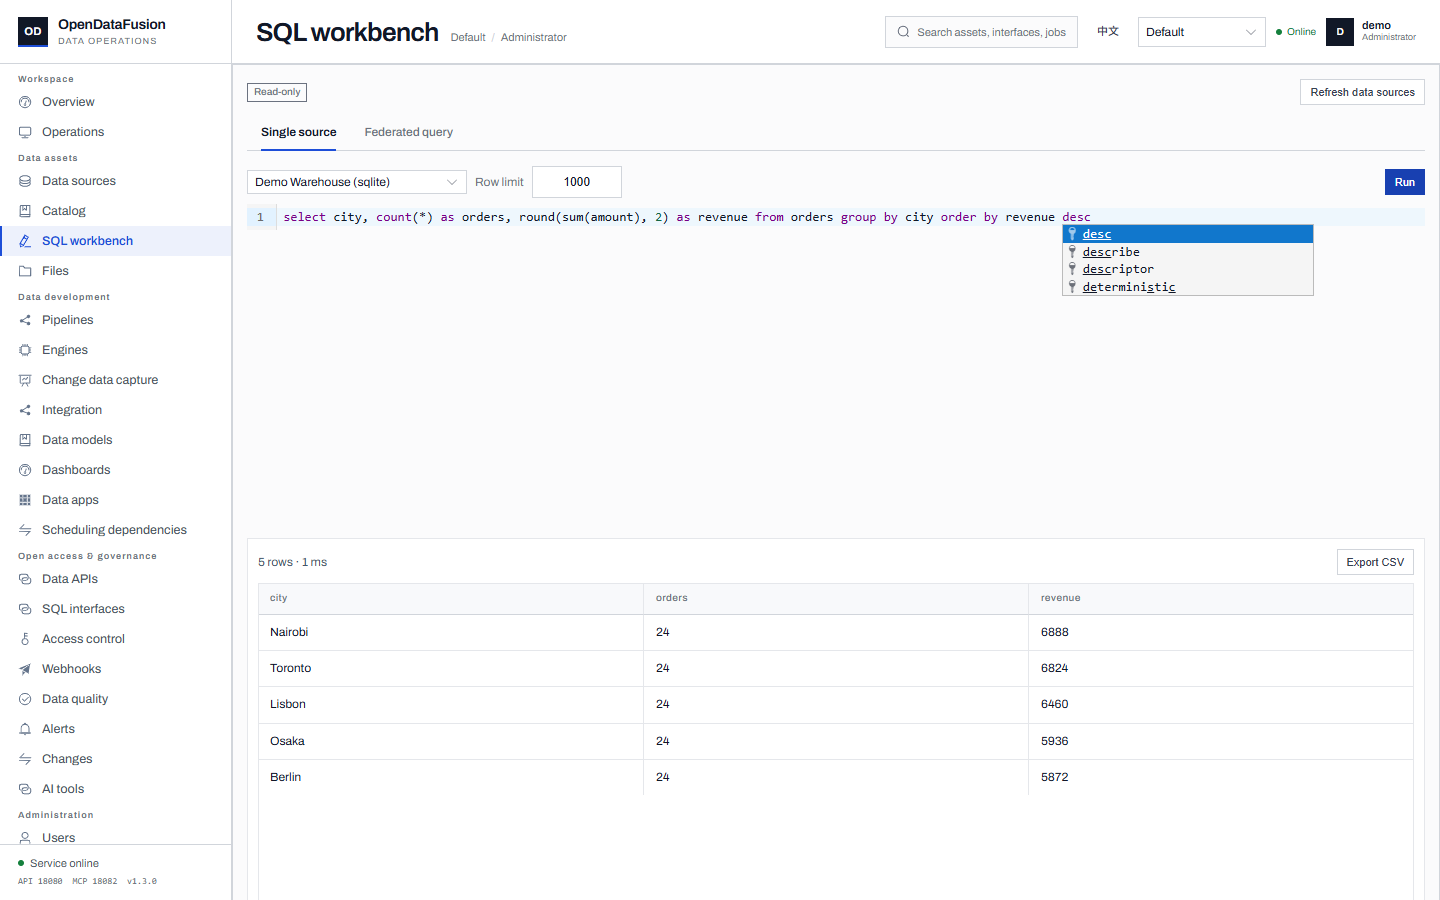 OD
OpenDataFusion
DATA OPERATIONS
SQL workbench
Default / Administrator
Search assets, interfaces, jobs
中文
Default
Online
D
demo
Administrator
Workspace
Overview
Operations
Data assets
Data sources
Catalog
SQL workbench
Files
Data development
Pipelines
Engines
Change data capture
Integration
Data models
Dashboards
Data apps
Scheduling dependencies
Open access & governance
Data APIs
SQL interfaces
Access control
Webhooks
Data quality
Alerts
Changes
AI tools
Administration
Users
Service online
API 18080 MCP 18082 v1.3.0
Read-only
Refresh data sources
Single source
Federated query
Demo Warehouse (sqlite)
Row limit
1000
Run
1 select city, count(*) as orders, round(sum(amount), 2) as revenue from orders group by city order by revenue desc
desc
describe
descriptor
deterministic
5 rows · 1 ms
Export CSV
city orders revenue
Nairobi 24 6888
Toronto 24 6824
Lisbon 24 6460
Osaka 24 5936
Berlin 24 5872